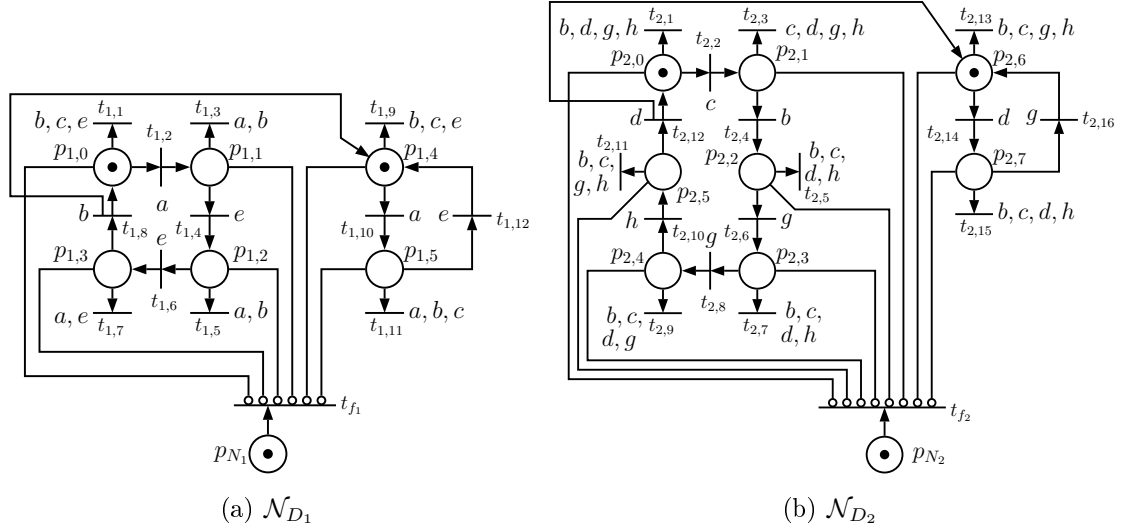 b, c, e
t1,1
t1,2
t1,3
a, b
t1,9
b, c, e
p1,0
p1,1
p1,4
a
b
t1,8
t1,4
e
t1,10
a
e
t1,12
e
p1,3
p1,2
p1,5
t1,6
a, e
t1,7
t1,5
a, b
t1,11
a, b, c
tf1
pN1
(a) ND1
b, d, g, h
t2,1
t2,2
t2,3
c, d, g, h
t2,13
b, c, g, h
p2,0
p2,1
p2,6
c
d
t2,12
t2,4
b
t2,14
d
g
t2,16
t2,11
b, c,
g, h
p2,2
b, c,
d, h
t2,5
p2,7
p2,5
h
t2,10
g
t2,6
g
t2,15
b, c, d, h
p2,4
p2,3
t2,8
b, c,
d, g
t2,9
t2,7
b, c,
d, h
tf2
pN2
(b) ND2